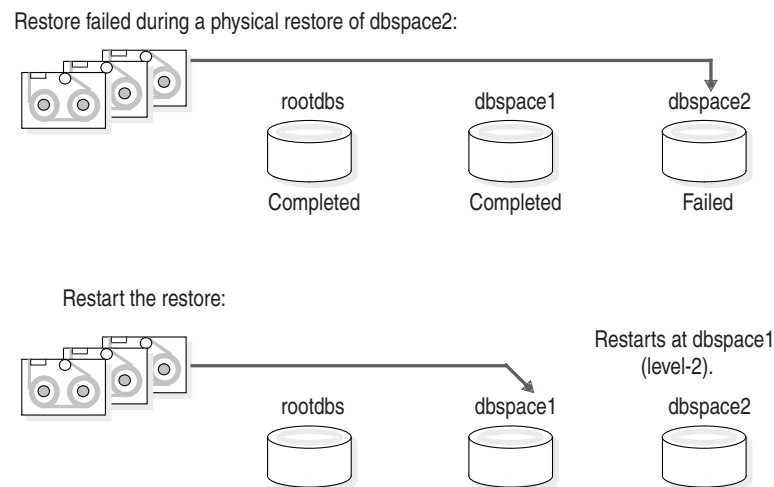 Restore failed during a physical restore of dbspace2:
rootdbs
dbspace1
dbspace2
Completed
Completed
Failed
Restart the restore:
Restarts at dbspace1
(level-2).
rootdbs
dbspace1
dbspace2